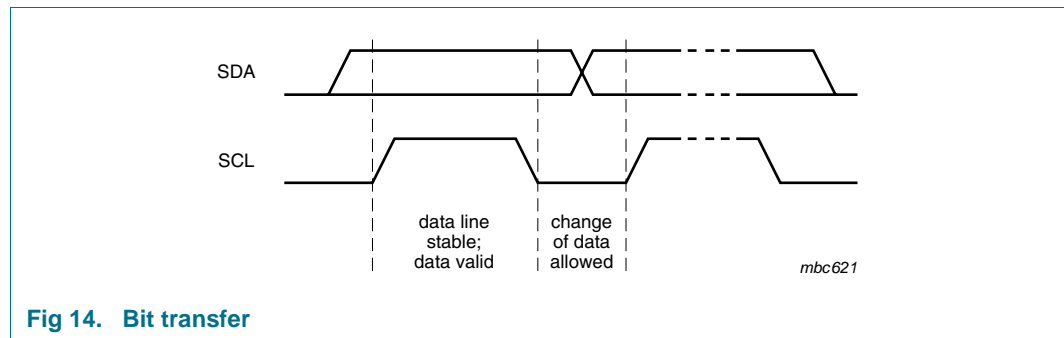 SDA
SCL
data line
stable;
data valid
change
of data
allowed
mbc621
Fig 14. Bit transfer